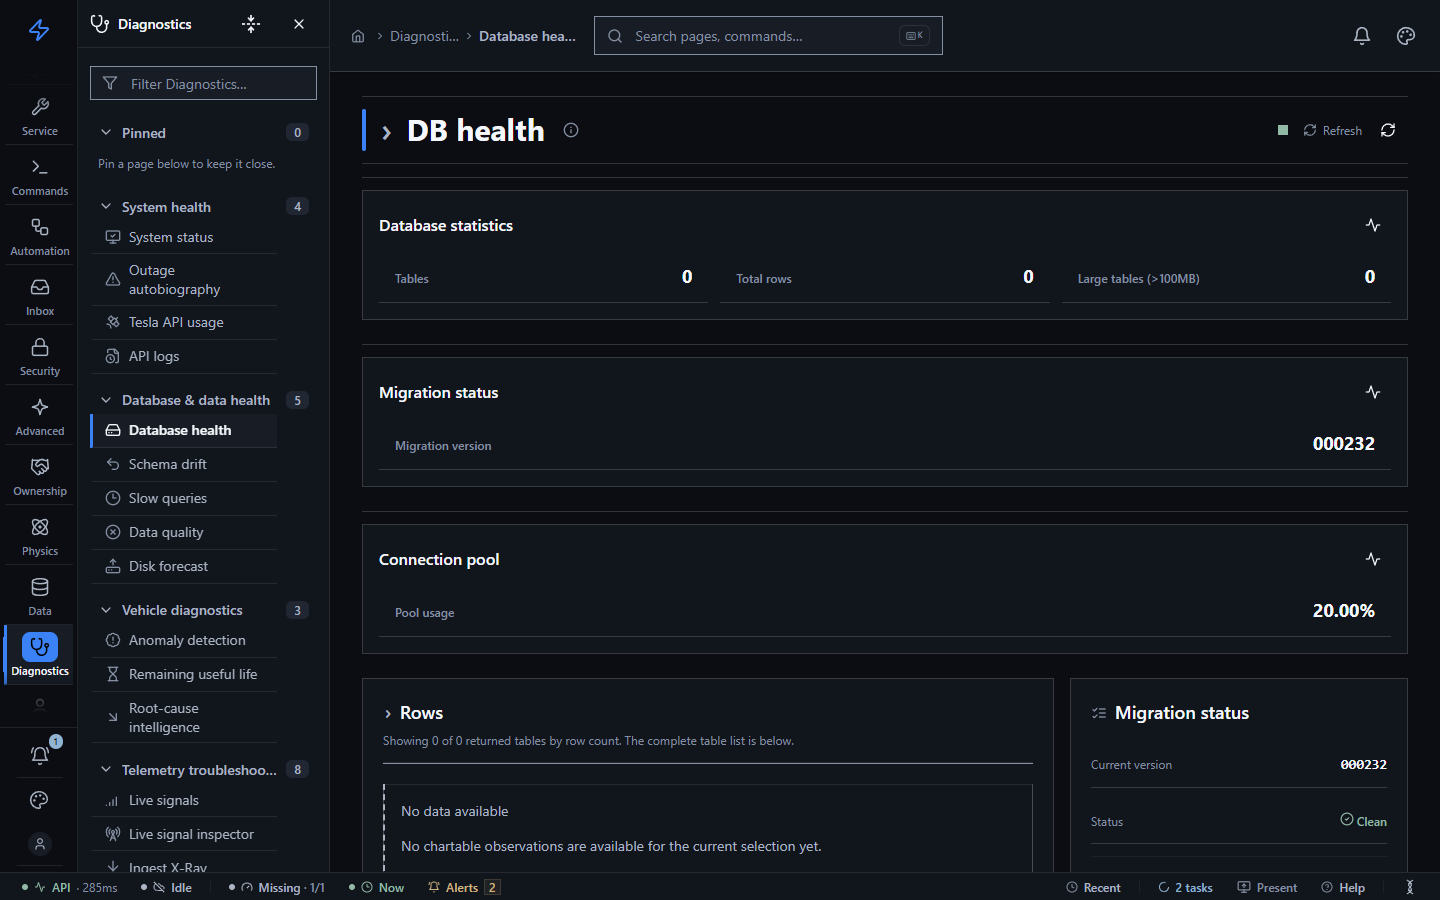 Diagnostics
Service
Commands
Automation
Inbox
Security
Advanced
Ownership
Physics
Data
Diagnostics
1
Filter Diagnostics...
Pinned 0
Pin a page below to keep it close.
System health 4
System status
Outage
autobiography
Tesla API usage
API logs
Database & data health 5
Database health
Schema drift
Slow queries
Data quality
Disk forecast
Vehicle diagnostics 3
Anomaly detection
Remaining useful life
Root-cause
intelligence
Telemetry troubleshoo... 8
Live signals
Live signal inspector
Ingest X-Ray
Diagnosti... Database hea...
Search pages, commands... K
DB health
Refresh
Database statistics
Tables 0
Total rows 0
Large tables (>100MB) 0
Migration status
Migration version 000232
Connection pool
Pool usage 20.00%
Rows
Showing 0 of 0 returned tables by row count. The complete table list is below.
No data available
No chartable observations are available for the current selection yet.
Migration status
Current version 000232
Status Clean
API · 285ms Idle Missing · 1/1 Now Alerts 2 Recent 2 tasks Present Help